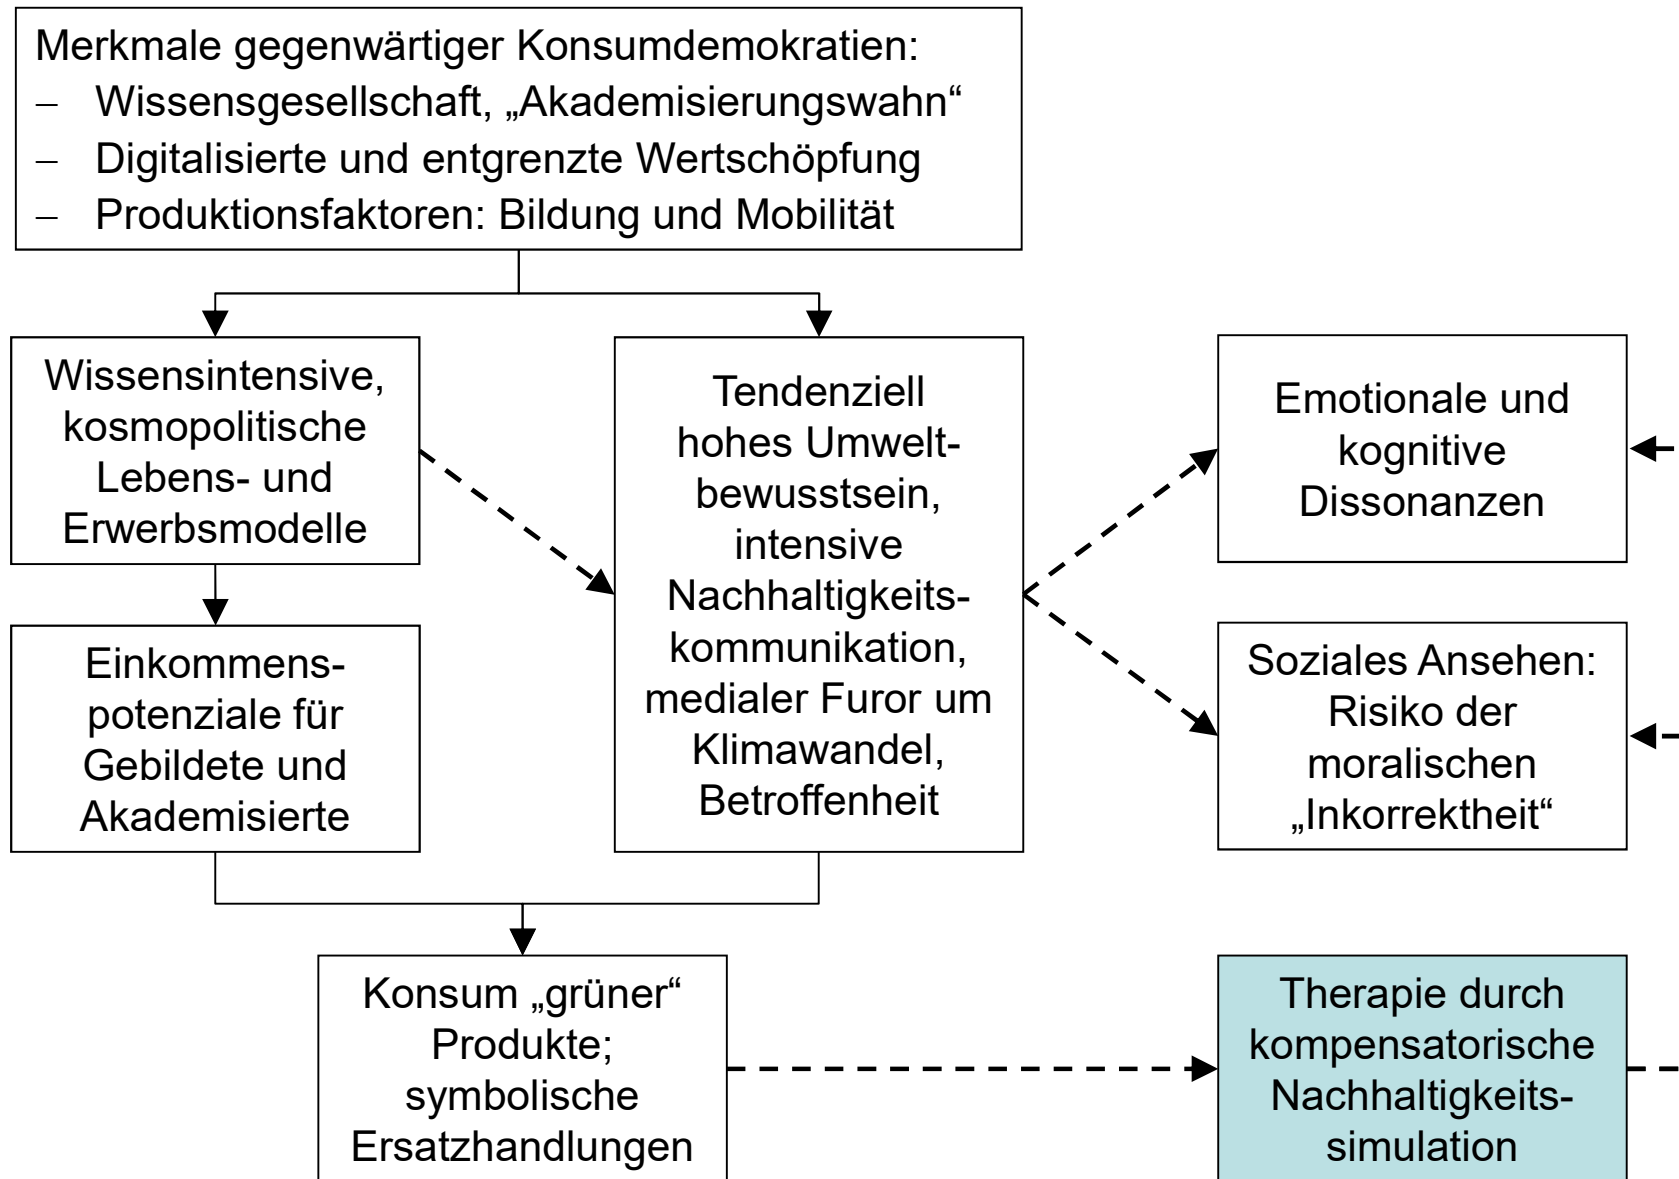 Merkmale gegenwärtiger Konsumdemokratien:
– Wissensgesellschaft, „Akademisierungswahn“
– Digitalisierte und entgrenzte Wertschöpfung
– Produktionsfaktoren: Bildung und Mobilität
Wissensintensive,
kosmopolitische
Lebens- und
Erwerbsmodelle
Tendenziell
hohes Umwelt-
bewusstsein,
intensive
Nachhaltigkeits-
kommunikation,
medialer Furor um
Klimawandel,
Betroffenheit
Emotionale und
kognitive
Dissonanzen
Einkommens-
potenziale für
Gebildete und
Akademisierte
Soziales Ansehen:
Risiko der
moralischen
„Inkorrektheit“
Konsum „grüner“
Produkte;
symbolische
Ersatzhandlungen
Therapie durch
kompensatorische
Nachhaltigkeits-
simulation